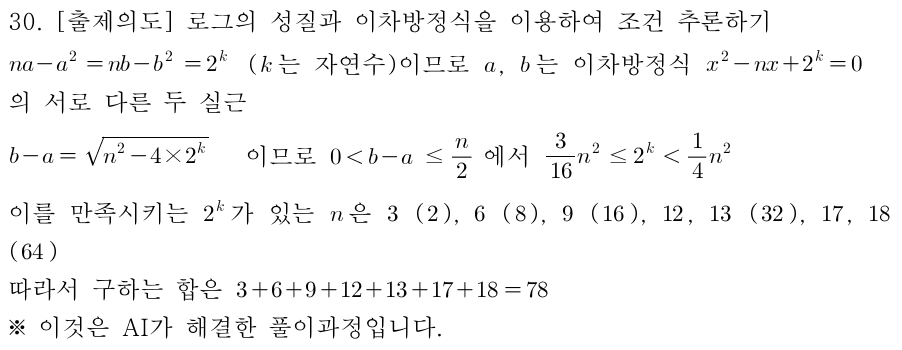 30. [출제의도] 로그의 성질과 이차방정식을 이용하여 조건 추론하기
na-a² = nb-b² = 2ᵏ (k는 자연수)이므로 a, b는 이차방정식 x²-nx+2ᵏ=0
의 서로 다른 두 실근
b-a = √(n²-4×2ᵏ) 이므로 0<b-a ≤ n/2 에서 3/16 n² ≤ 2ᵏ < 1/4 n²
이를 만족시키는 2ᵏ가 있는 n은 3 (2), 6 (8), 9 (16), 12, 13 (32), 17, 18
(64)
따라서 구하는 합은 3+6+9+12+13+17+18=78
※ 이것은 AI가 해결한 풀이과정입니다.